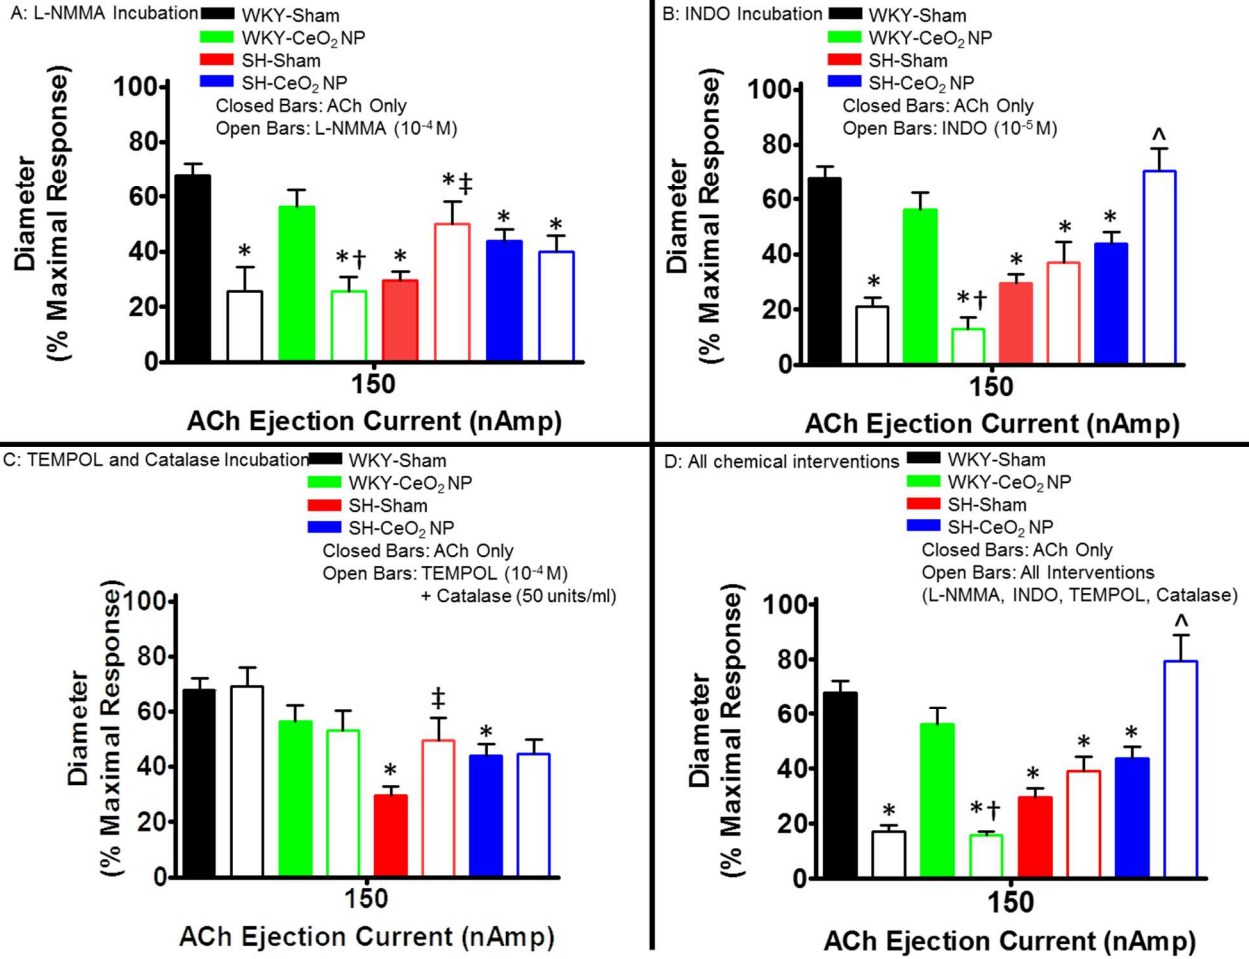 A: L-NMMA Incubation
WKY-Sham
WKY-CeO₂ NP
SH-Sham
SH-CeO₂ NP
Closed Bars: ACh Only
Open Bars: L-NMMA (10⁻⁴ M)
Diameter
(% Maximal Response)
100
80
60
40
20
0
*
*†
*
*‡
*
*
150
ACh Ejection Current (nAmp)
B: INDO Incubation
WKY-Sham
WKY-CeO₂ NP
SH-Sham
SH-CeO₂ NP
Closed Bars: ACh Only
Open Bars: INDO (10⁻⁵ M)
Diameter
(% Maximal Response)
100
80
60
40
20
0
*
*†
*
*
*
^
150
ACh Ejection Current (nAmp)
C: TEMPOL and Catalase Incubation
WKY-Sham
WKY-CeO₂ NP
SH-Sham
SH-CeO₂ NP
Closed Bars: ACh Only
Open Bars: TEMPOL (10⁻⁴ M)
+ Catalase (50 units/ml)
Diameter
(% Maximal Response)
100
80
60
40
20
0
*
‡
*
150
ACh Ejection Current (nAmp)
D: All chemical interventions
WKY-Sham
WKY-CeO₂ NP
SH-Sham
SH-CeO₂ NP
Closed Bars: ACh Only
Open Bars: All Interventions
(L-NMMA, INDO, TEMPOL, Catalase)
Diameter
(% Maximal Response)
100
80
60
40
20
0
*
*†
*
*
*
^
150
ACh Ejection Current (nAmp)